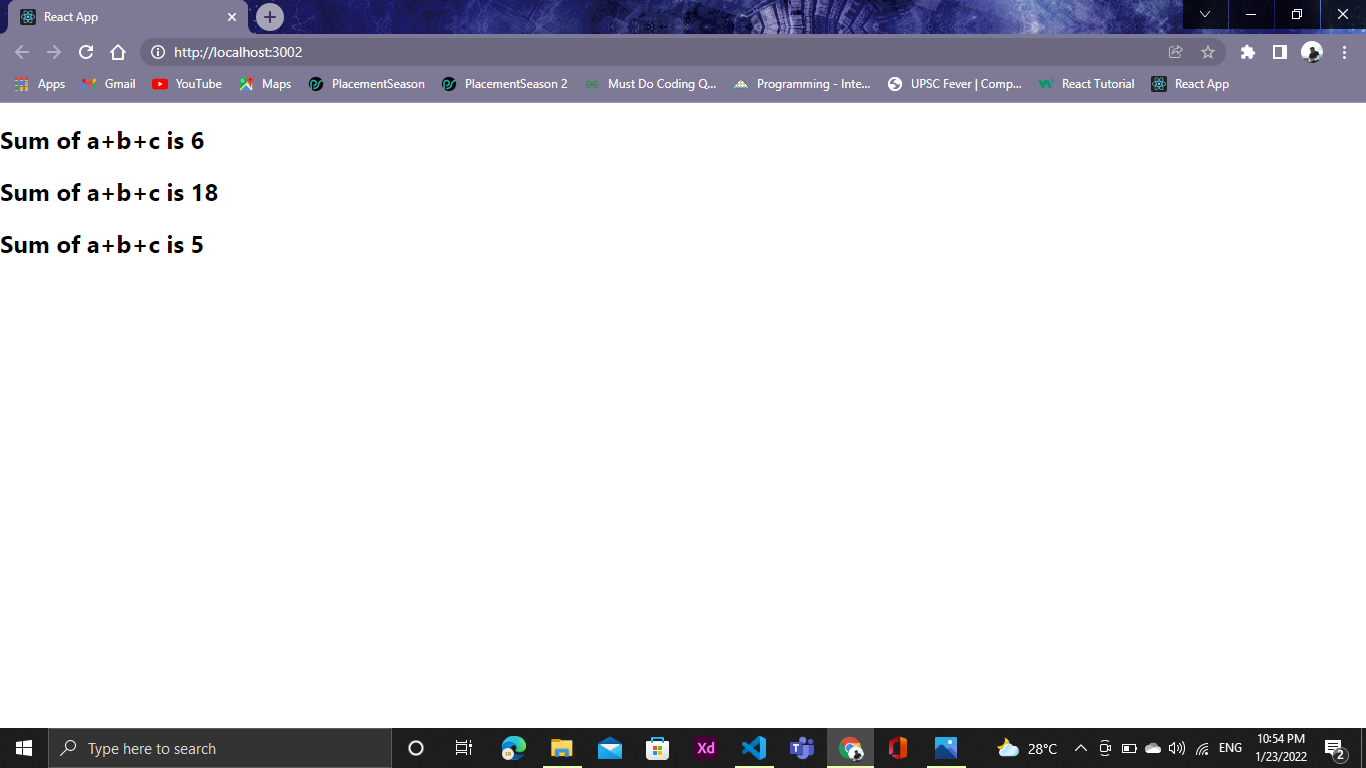 React App
http://localhost:3002
Apps Gmail YouTube Maps PlacementSeason PlacementSeason 2 Must Do Coding Q... Programming - Inte... UPSC Fever | Comp... React Tutorial React App
Sum of a+b+c is 6
Sum of a+b+c is 18
Sum of a+b+c is 5
Type here to search Xd 28°C ENG 10:54 PM
1/23/2022 2